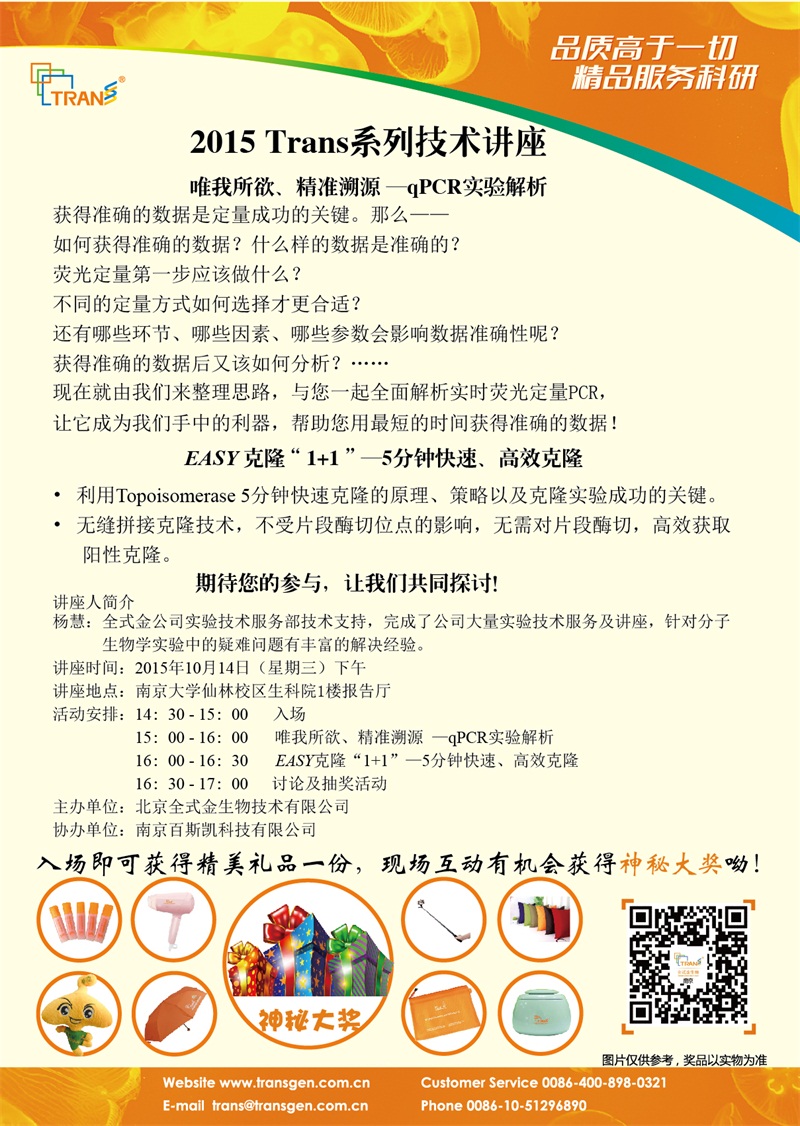 品质高于一切
精品服务科研
TRANS®
2015 Trans系列技术讲座
唯我所欲、精准溯源 —qPCR实验解析
获得准确的数据是定量成功的关键。那么——
如何获得准确的数据？什么样的数据是准确的？
荧光定量第一步应该做什么？
不同的定量方式如何选择才更合适？
还有哪些环节、哪些因素、哪些参数会影响数据准确性呢？
获得准确的数据后又该如何分析？……
现在就由我们来整理思路，与您一起全面解析实时荧光定量PCR，
让它成为我们手中的利器，帮助您用最短的时间获得准确的数据！
EASY 克隆“ 1+1 ”—5分钟快速、高效克隆
• 利用Topoisomerase 5分钟快速克隆的原理、策略以及克隆实验成功的关键。
• 无缝拼接克隆技术，不受片段酶切位点的影响，无需对片段酶切，高效获取
阳性克隆。
期待您的参与，让我们共同探讨!
讲座人简介
杨慧：全式金公司实验技术服务部技术支持，完成了公司大量实验技术服务及讲座，针对分子
生物学实验中的疑难问题有丰富的解决经验。
讲座时间：2015年10月14日（星期三）下午
讲座地点：南京大学仙林校区生科院1楼报告厅
活动安排：14：30 - 15：00 入场
15：00 - 16：00 唯我所欲、精准溯源 —qPCR实验解析
16：00 - 16：30 EASY克隆“1+1”—5分钟快速、高效克隆
16：30 - 17：00 讨论及抽奖活动
主办单位：北京全式金生物技术有限公司
协办单位：南京百斯凯科技有限公司
入场即可获得精美礼品一份，现场互动有机会获得神秘大奖呦！
神秘大奖
TRANS
图片仅供参考，奖品以实物为准
Website www.transgen.com.cn
Customer Service 0086-400-898-0321
E-mail trans@transgen.com.cn
Phone 0086-10-51296890